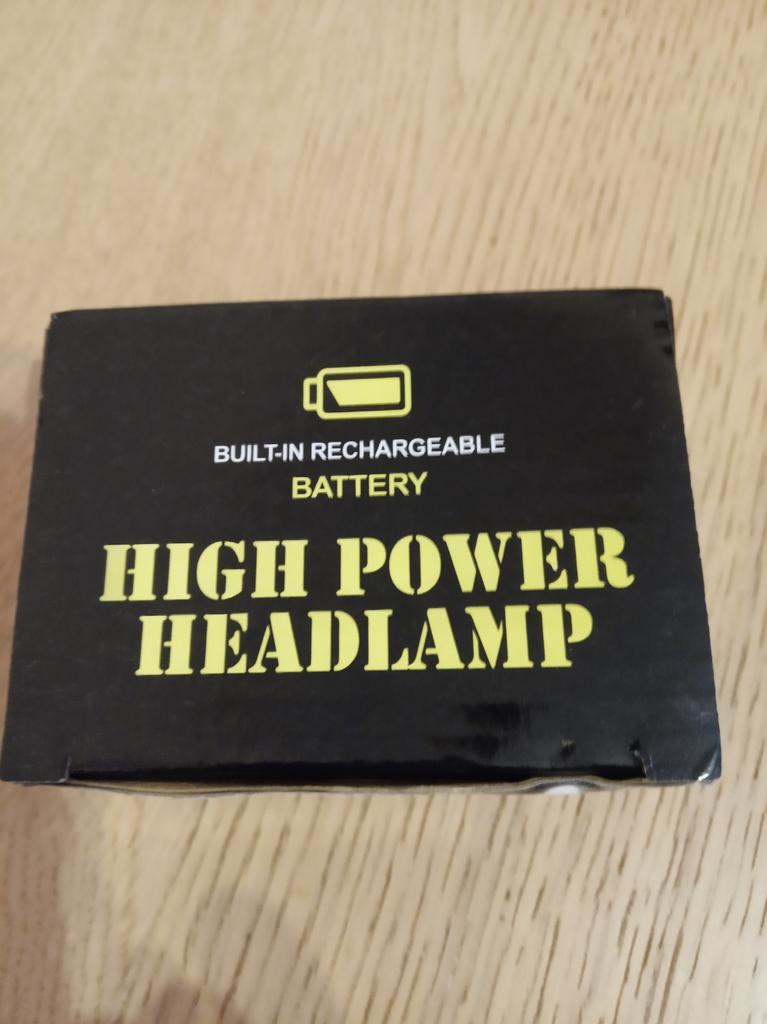 BUILT-IN RECHARGEABLE
BATTERY
HIGH POWER
HEADLAMP